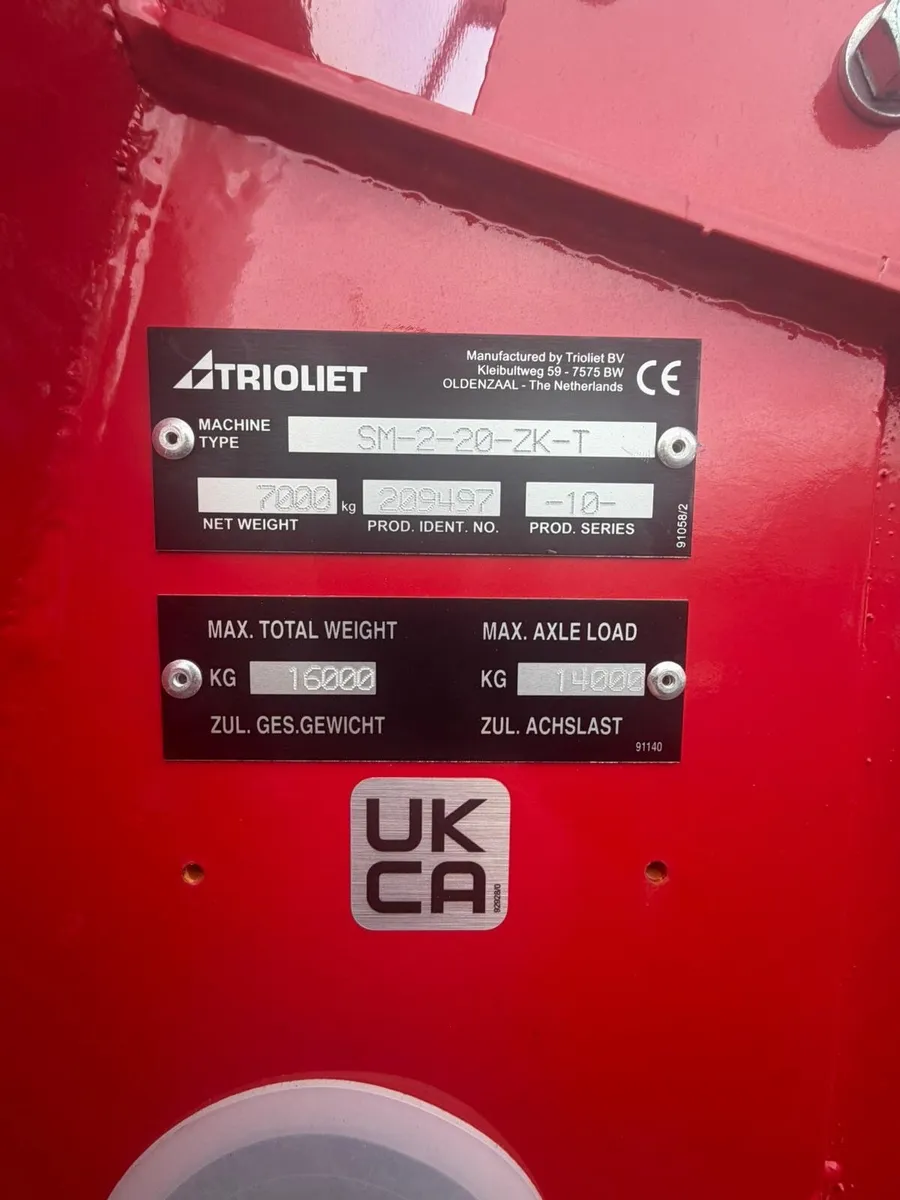 TRIOLIET
Manufactured by Trioliet BV
Kleibultweg 59 - 7575 BW
OLDENZAAL - The Netherlands
CE
MACHINE
TYPE
SM-2-20-ZK-T
7000 kg
209497
-10-
NET WEIGHT
PROD. IDENT. NO.
PROD. SERIES
91058/2
MAX. TOTAL WEIGHT
MAX. AXLE LOAD
KG 16000
KG 14000
ZUL. GES.GEWICHT
ZUL. ACHSLAST
91140
UK
CA
92928/0